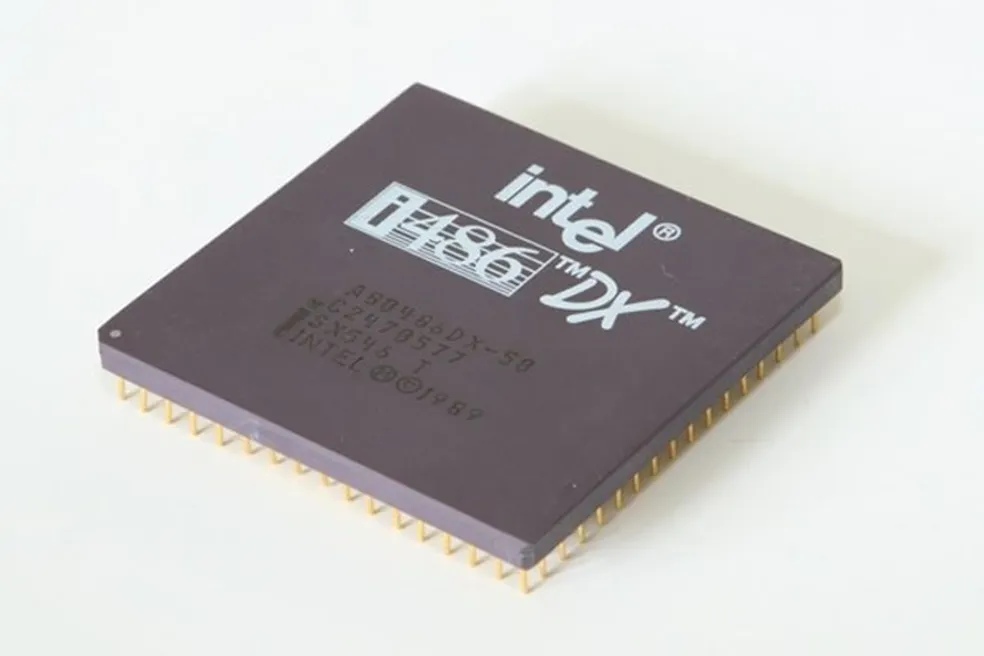 intel®
i486™ DX™
A80486DX-50
C2470577
SX546 T
INTEL Ⓜ©1989